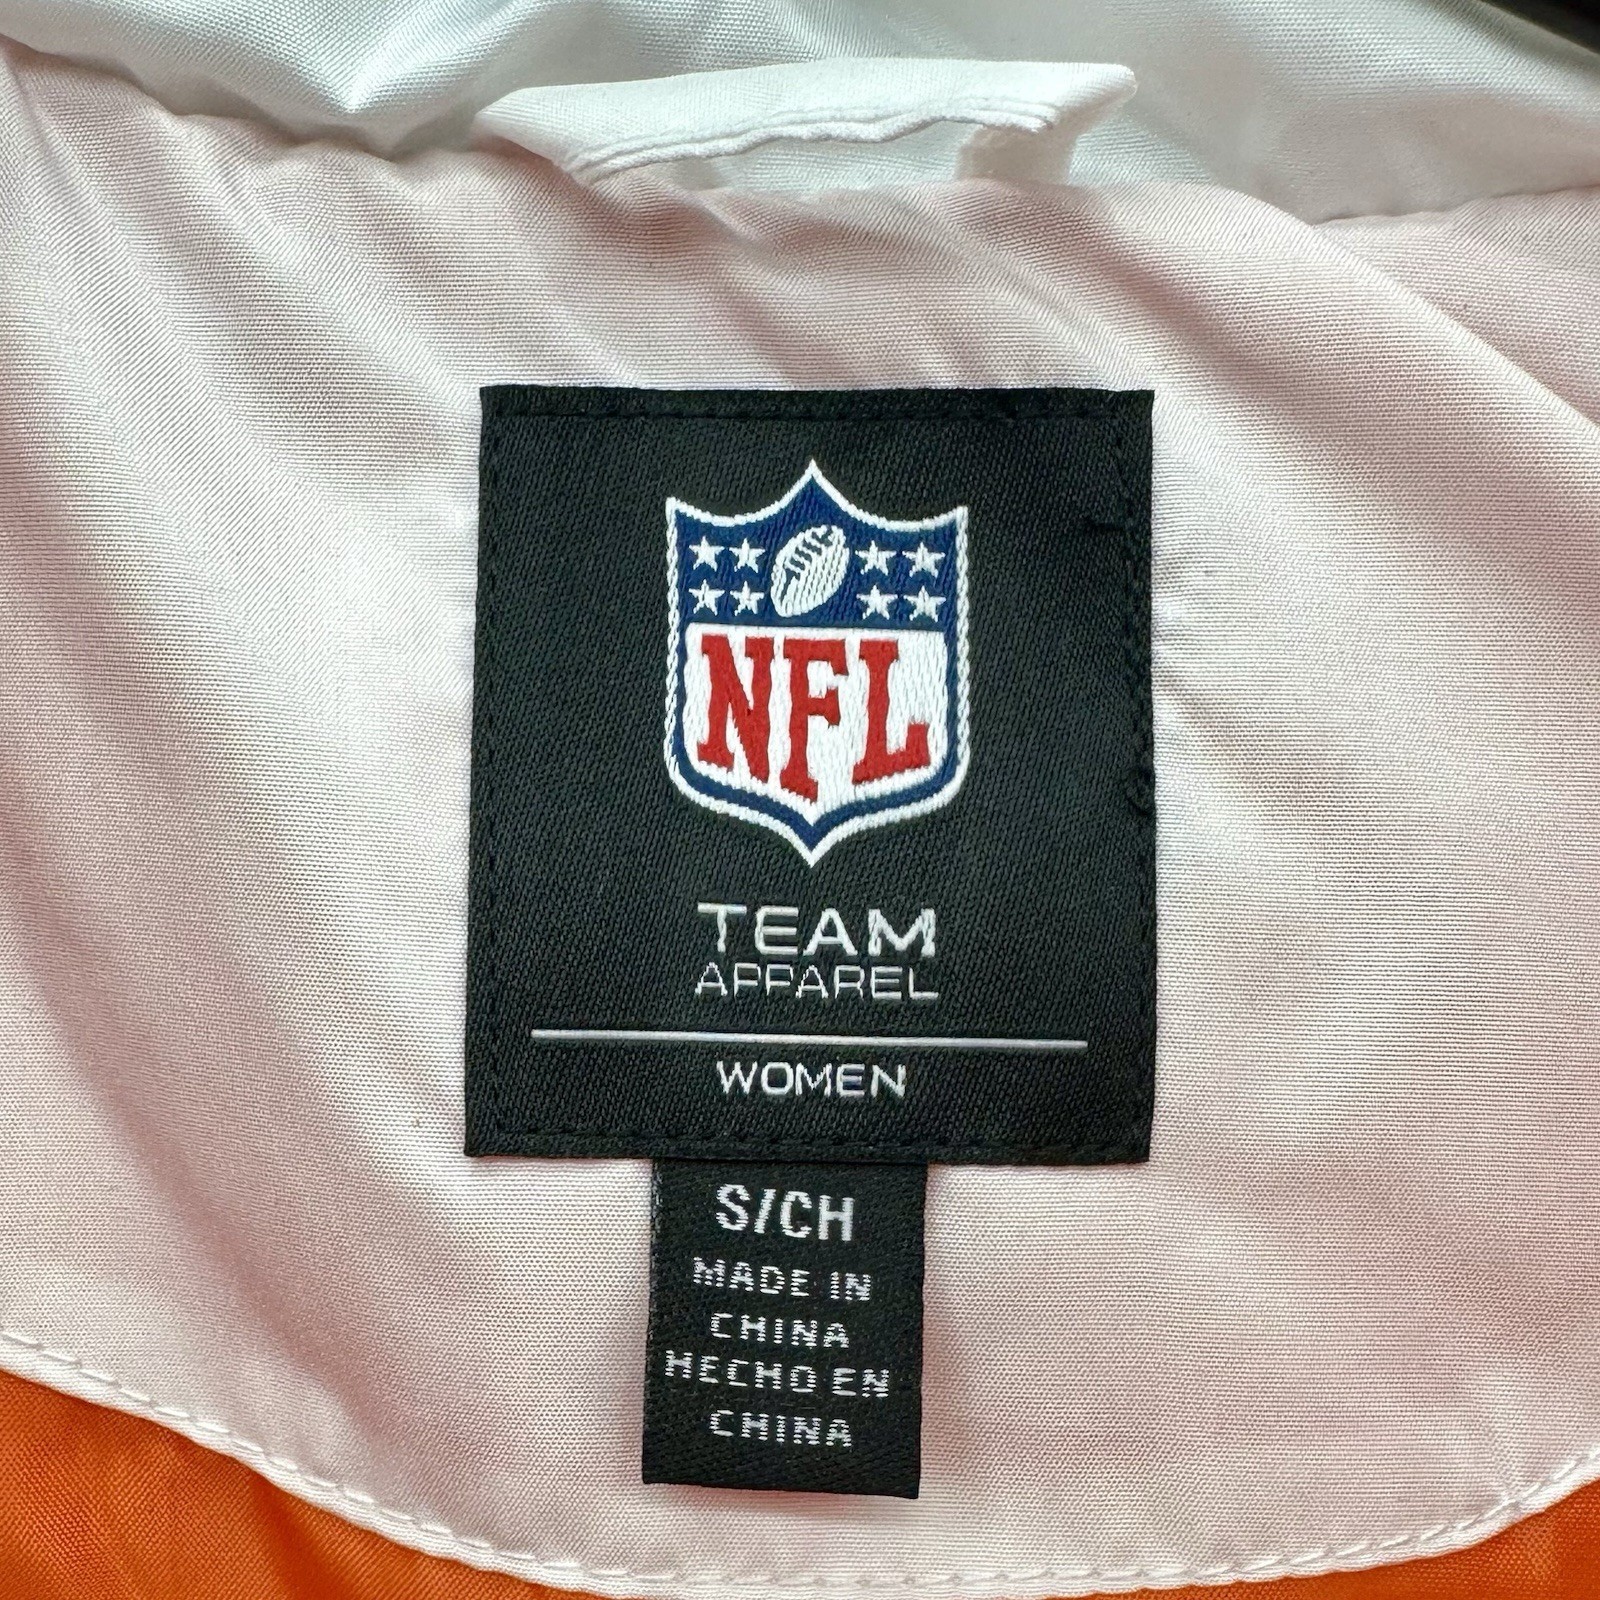 NFL
TEAM
APPAREL
WOMEN
S/CH
MADE IN
CHINA
HECHO EN
CHINA